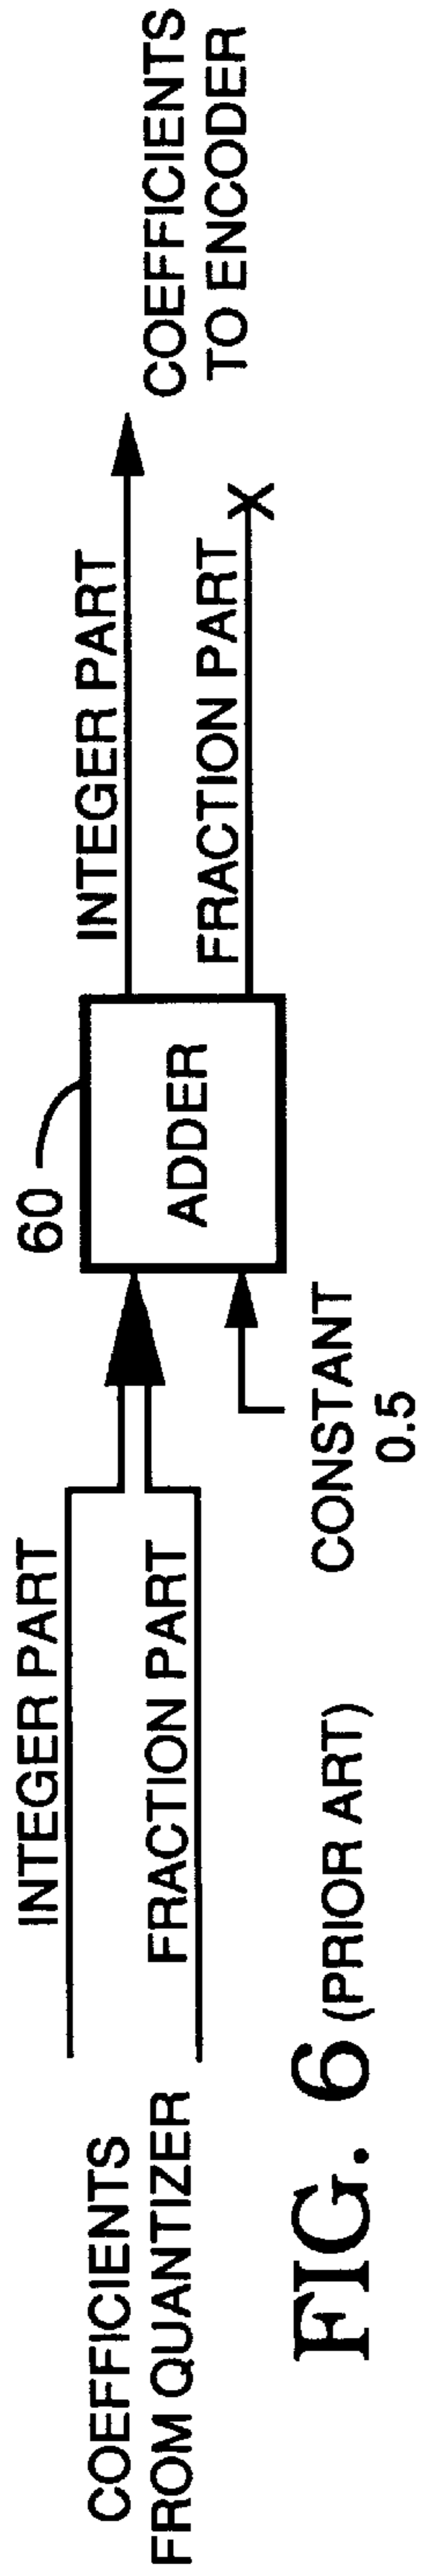 COEFFICIENTS
FROM QUANTIZER
INTEGER PART
FRACTION PART
60
ADDER
CONSTANT
0.5
INTEGER PART
FRACTION PART
X
COEFFICIENTS
TO ENCODER
FIG. 6 (PRIOR ART)